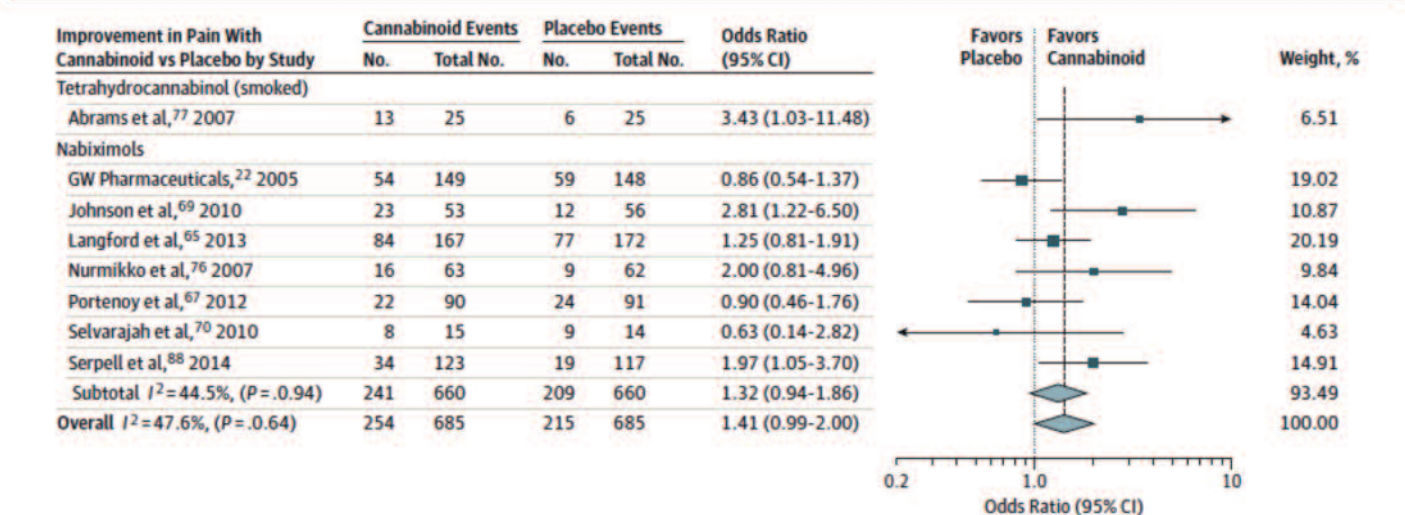 Improvement in Pain With Cannabinoid Events Placebo Events Odds Ratio Favors Favors
Cannabinoid vs Placebo by Study No. Total No. No. Total No. (95% CI) Placebo Cannabinoid Weight, %
Tetrahydrocannabinol (smoked)
Abrams et al,77 2007 13 25 6 25 3.43 (1.03-11.48) 6.51
Nabiximols
GW Pharmaceuticals,22 2005 54 149 59 148 0.86 (0.54-1.37) 19.02
Johnson et al,69 2010 23 53 12 56 2.81 (1.22-6.50) 10.87
Langford et al,65 2013 84 167 77 172 1.25 (0.81-1.91) 20.19
Nurmikko et al,76 2007 16 63 9 62 2.00 (0.81-4.96) 9.84
Portenoy et al,67 2012 22 90 24 91 0.90 (0.46-1.76) 14.04
Selvarajah et al,70 2010 8 15 9 14 0.63 (0.14-2.82) 4.63
Serpell et al,88 2014 34 123 19 117 1.97 (1.05-3.70) 14.91
Subtotal I2=44.5%, (P=.94) 241 660 209 660 1.32 (0.94-1.86) 93.49
Overall I2=47.6%, (P=.64) 254 685 215 685 1.41 (0.99-2.00) 100.00
0.2 1.0 10
Odds Ratio (95% CI)